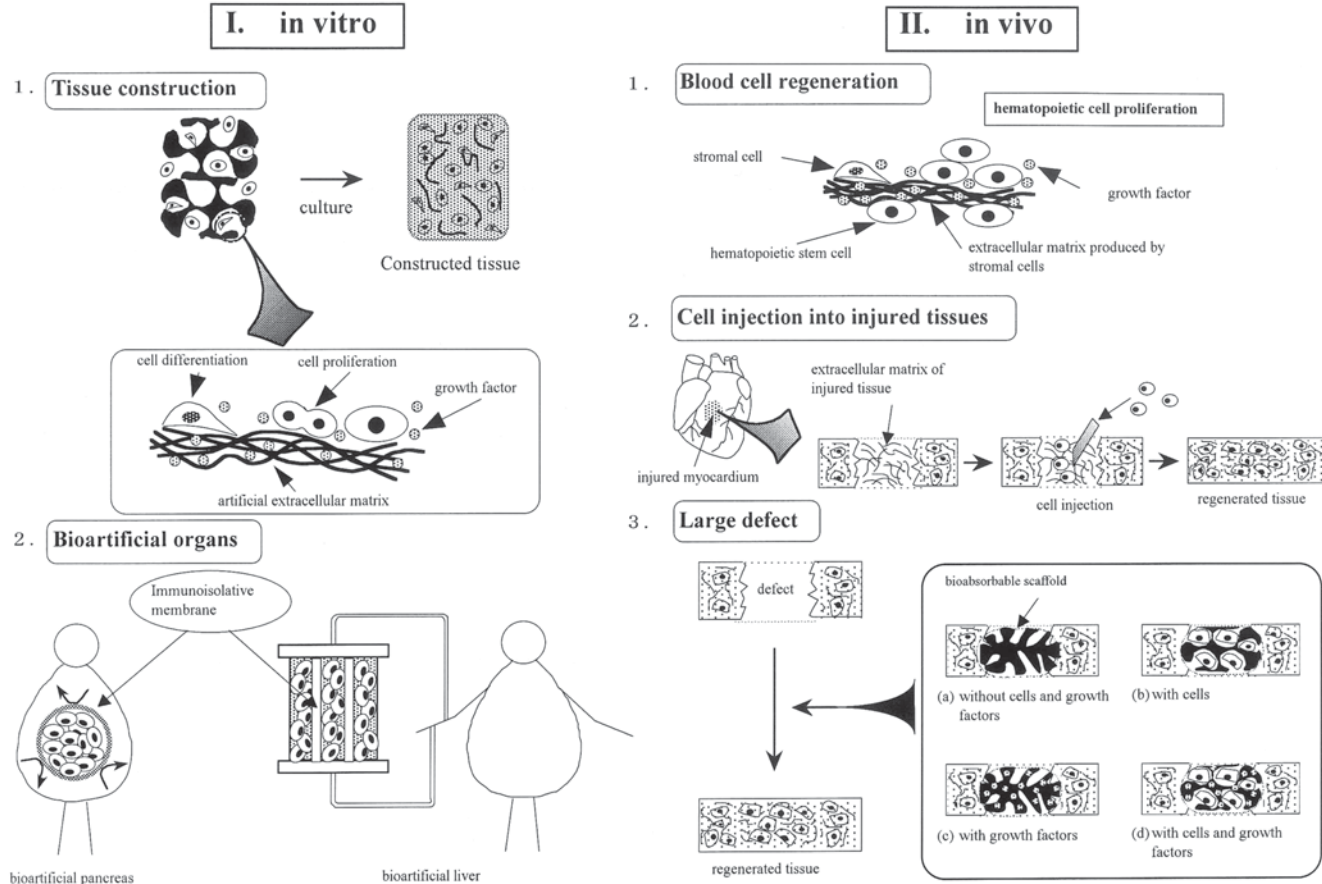 I. in vitro
1. Tissue construction
culture
Constructed tissue
cell differentiation
cell proliferation
growth factor
artificial extracellular matrix
2. Bioartificial organs
Immunoisolative
membrane
bioartificial pancreas
bioartificial liver
II. in vivo
1. Blood cell regeneration
hematopoietic cell proliferation
stromal cell
growth factor
hematopoietic stem cell
extracellular matrix produced by
stromal cells
2. Cell injection into injured tissues
extracellular matrix of
injured tissue
injured myocardium
cell injection
regenerated tissue
3. Large defect
defect
regenerated tissue
bioabsorbable scaffold
(a) without cells and growth
factors
(b) with cells
(c) with growth factors
(d) with cells and growth
factors